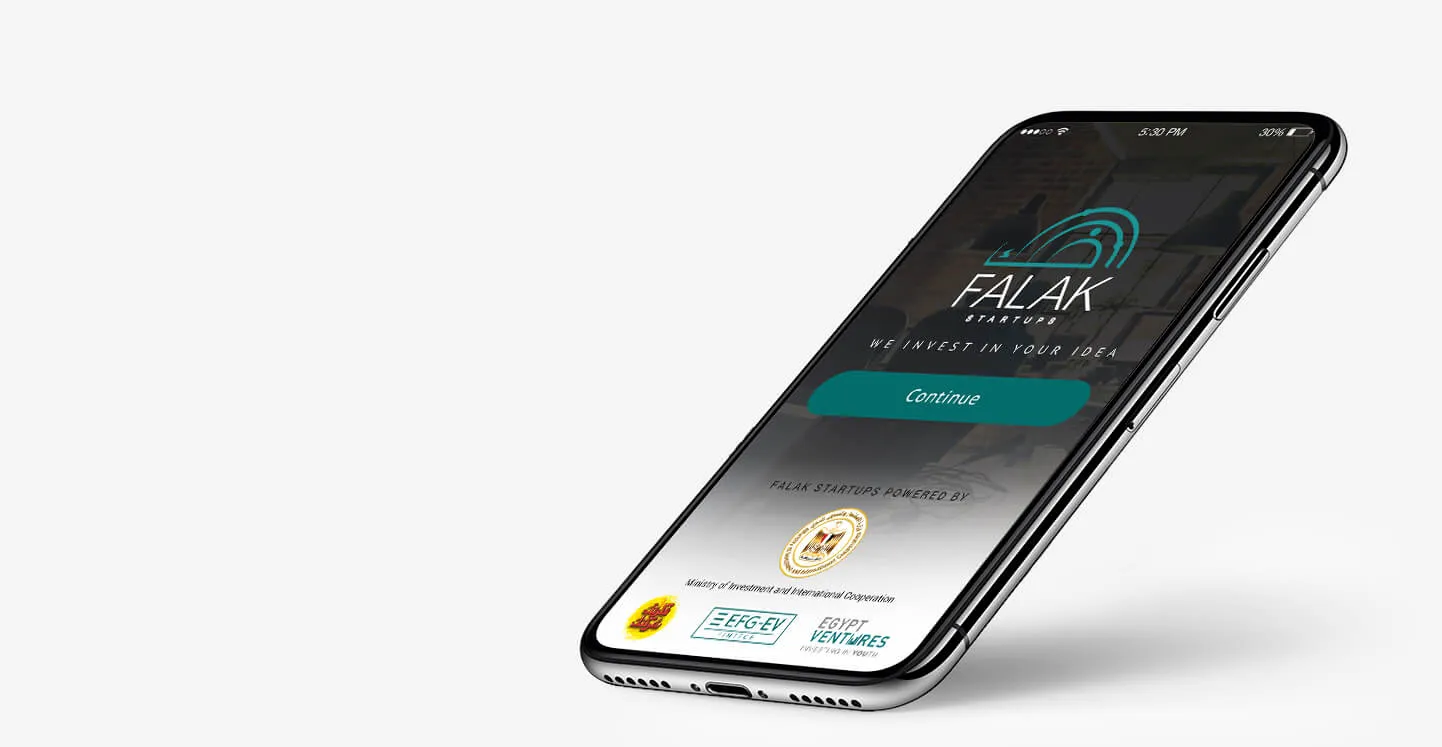 5:30 PM
30%
FALAK
STARTUPS
WE INVEST IN YOUR IDEA
Continue
FALAK STARTUPS POWERED BY
Ministry of Investment and International Cooperation
EFG-EV
FINTECH
EGYPT
VENTURES
INVESTING IN YOUTH